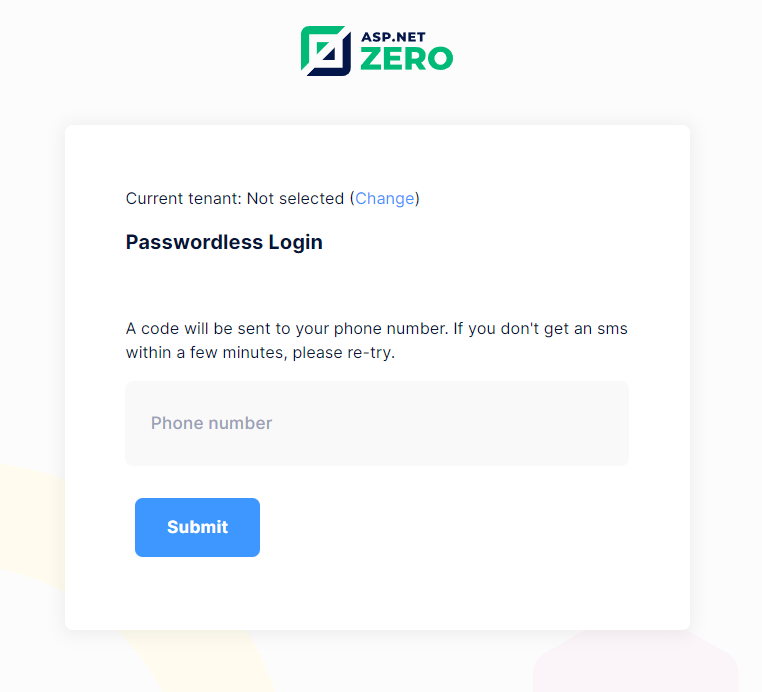 ASP.NET
ZERO
Current tenant: Not selected (Change)
Passwordless Login
A code will be sent to your phone number. If you don't get an sms
within a few minutes, please re-try.
Phone number
Submit